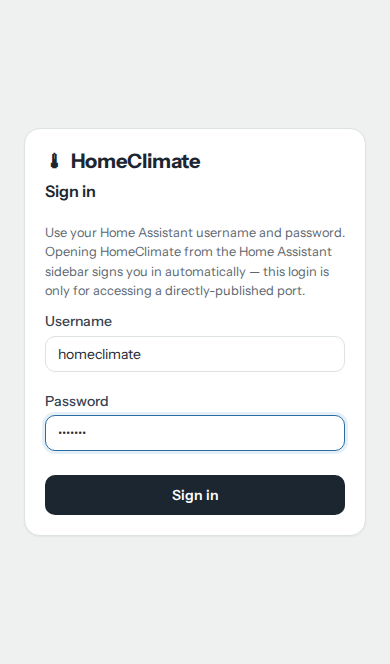 HomeClimate
Sign in
Use your Home Assistant username and password.
Opening HomeClimate from the Home Assistant
sidebar signs you in automatically — this login is
only for accessing a directly-published port.
Username
homeclimate
Password
•••••••
Sign in